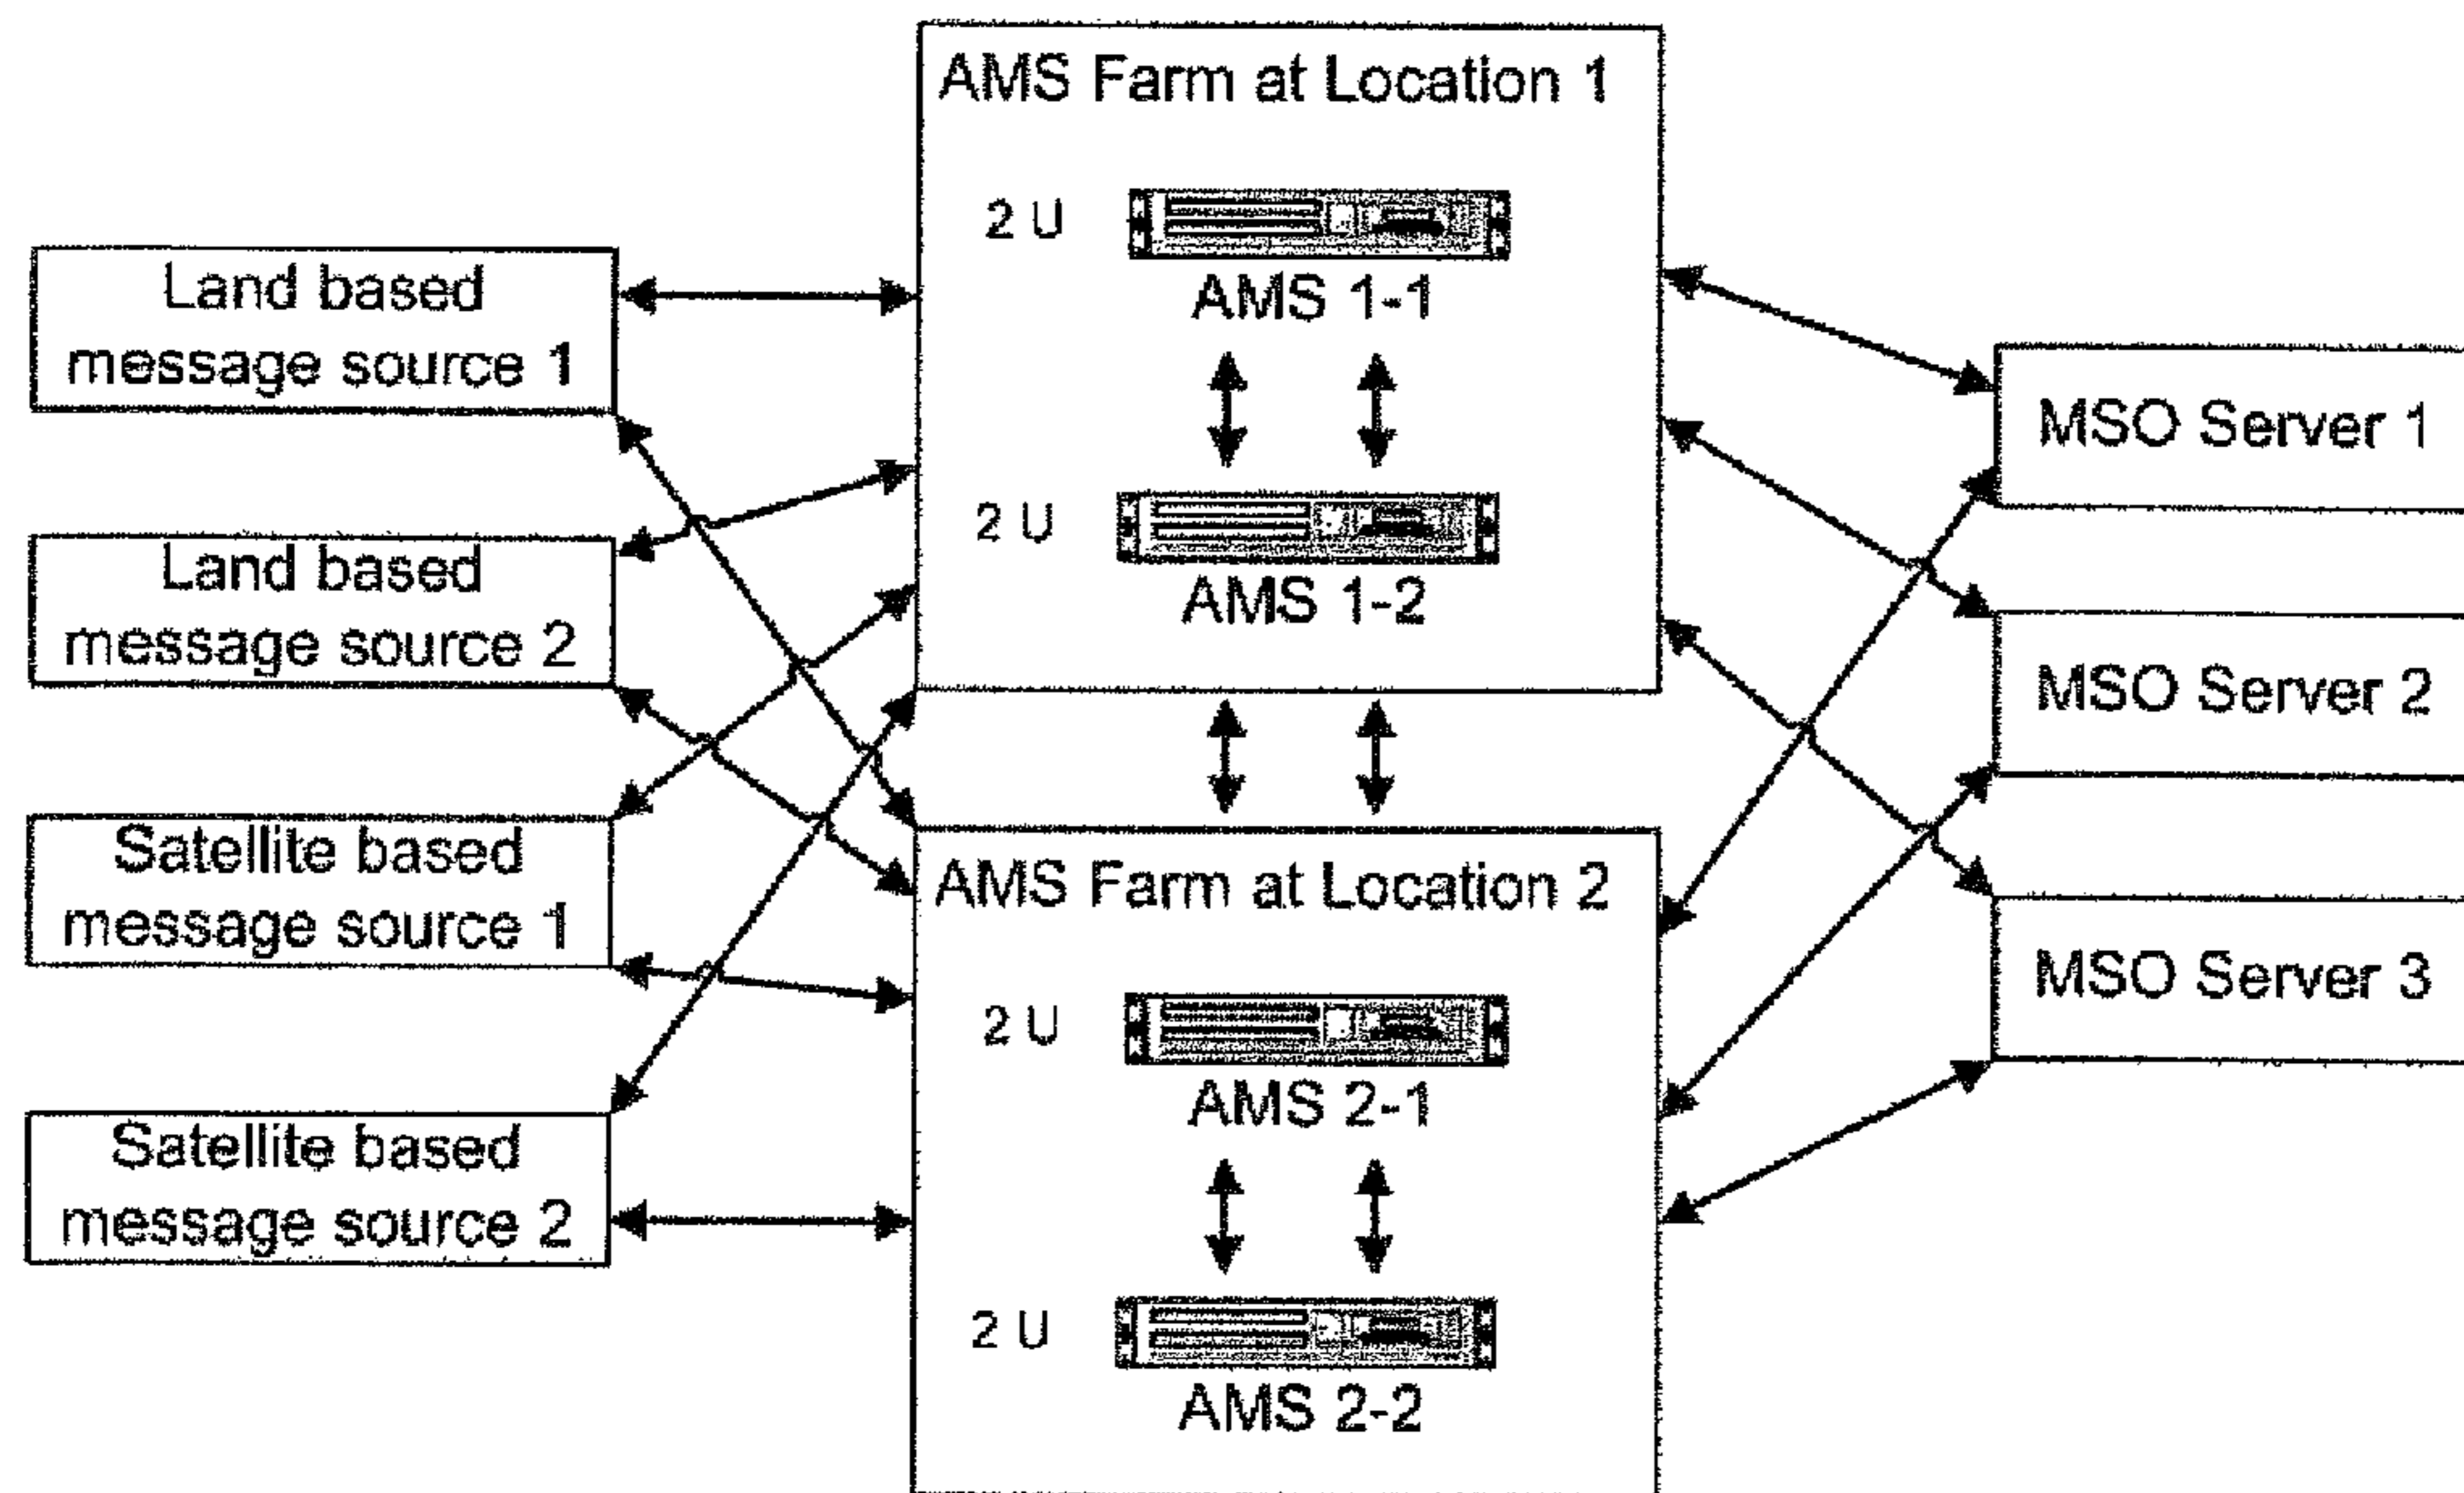 AMS Farm at Location 1
2 U
AMS 1-1
2 U
AMS 1-2
Land based
message source 1
Land based
message source 2
Satellite based
message source 1
Satellite based
message source 2
AMS Farm at Location 2
2 U
AMS 2-1
2 U
AMS 2-2
MSO Server 1
MSO Server 2
MSO Server 3